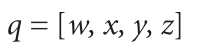 q = [w, x, y, z]